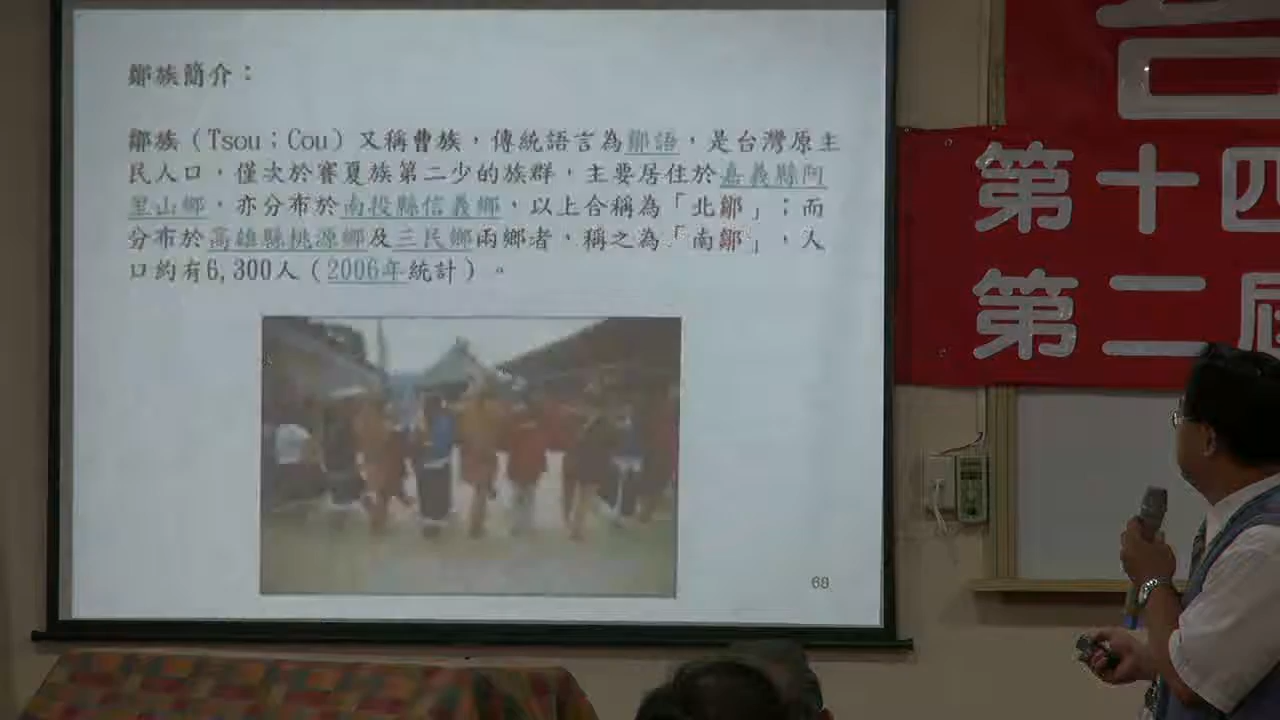 鄒族簡介：
鄒族（Tsou；Cou）又稱曹族，傳統語言為鄒語，是台灣原主
民人口，僅次於賽夏族第二少的族群，主要居住於嘉義縣阿
里山鄉，亦分布於南投縣信義鄉，以上合稱為「北鄒」；而
分布於高雄縣桃源鄉及三民鄉兩鄉者，稱之為「南鄒」，人
口約有6,300人（2006年統計）。
68
第十四
第二屆